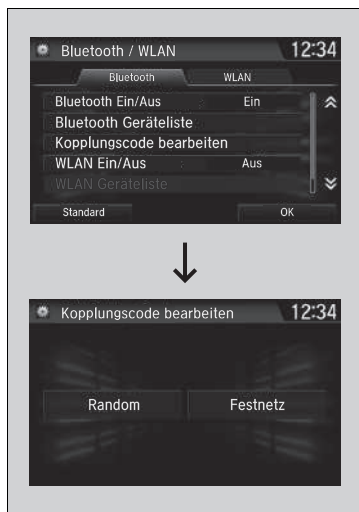 Bluetooth / WLAN 12:34
Bluetooth WLAN
Bluetooth Ein/Aus : Ein
Bluetooth Geräteliste
Kopplungscode bearbeiten
WLAN Ein/Aus : Aus
WLAN Geräteliste
Standard OK
Kopplungscode bearbeiten 12:34
Random Festnetz